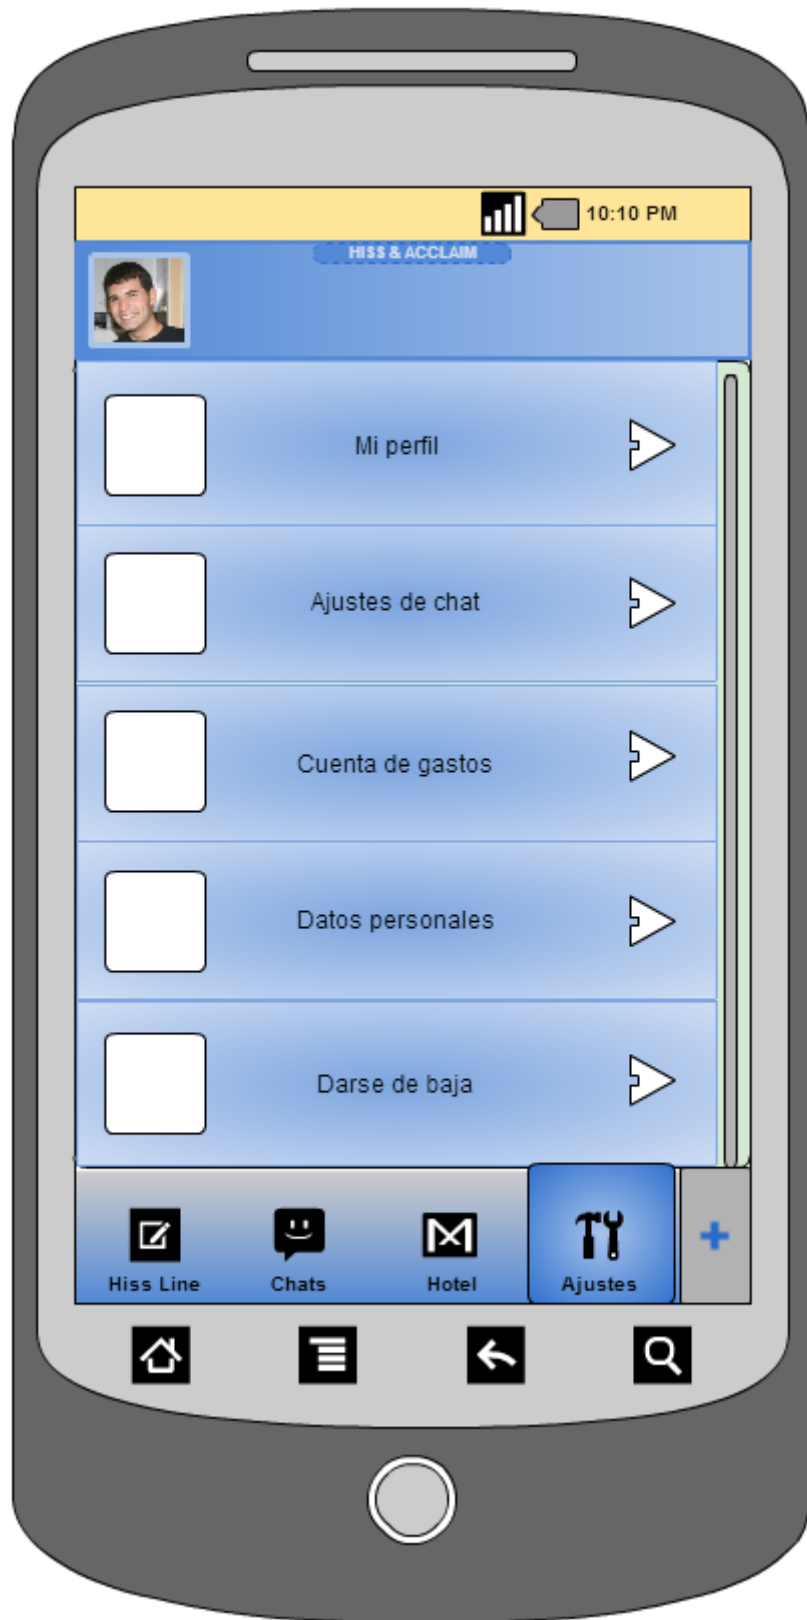 10:10 PM
HISS & ACCLAIM
Mi perfil
Ajustes de chat
Cuenta de gastos
Datos personales
Darse de baja
Hiss Line
Chats
Hotel
Ajustes